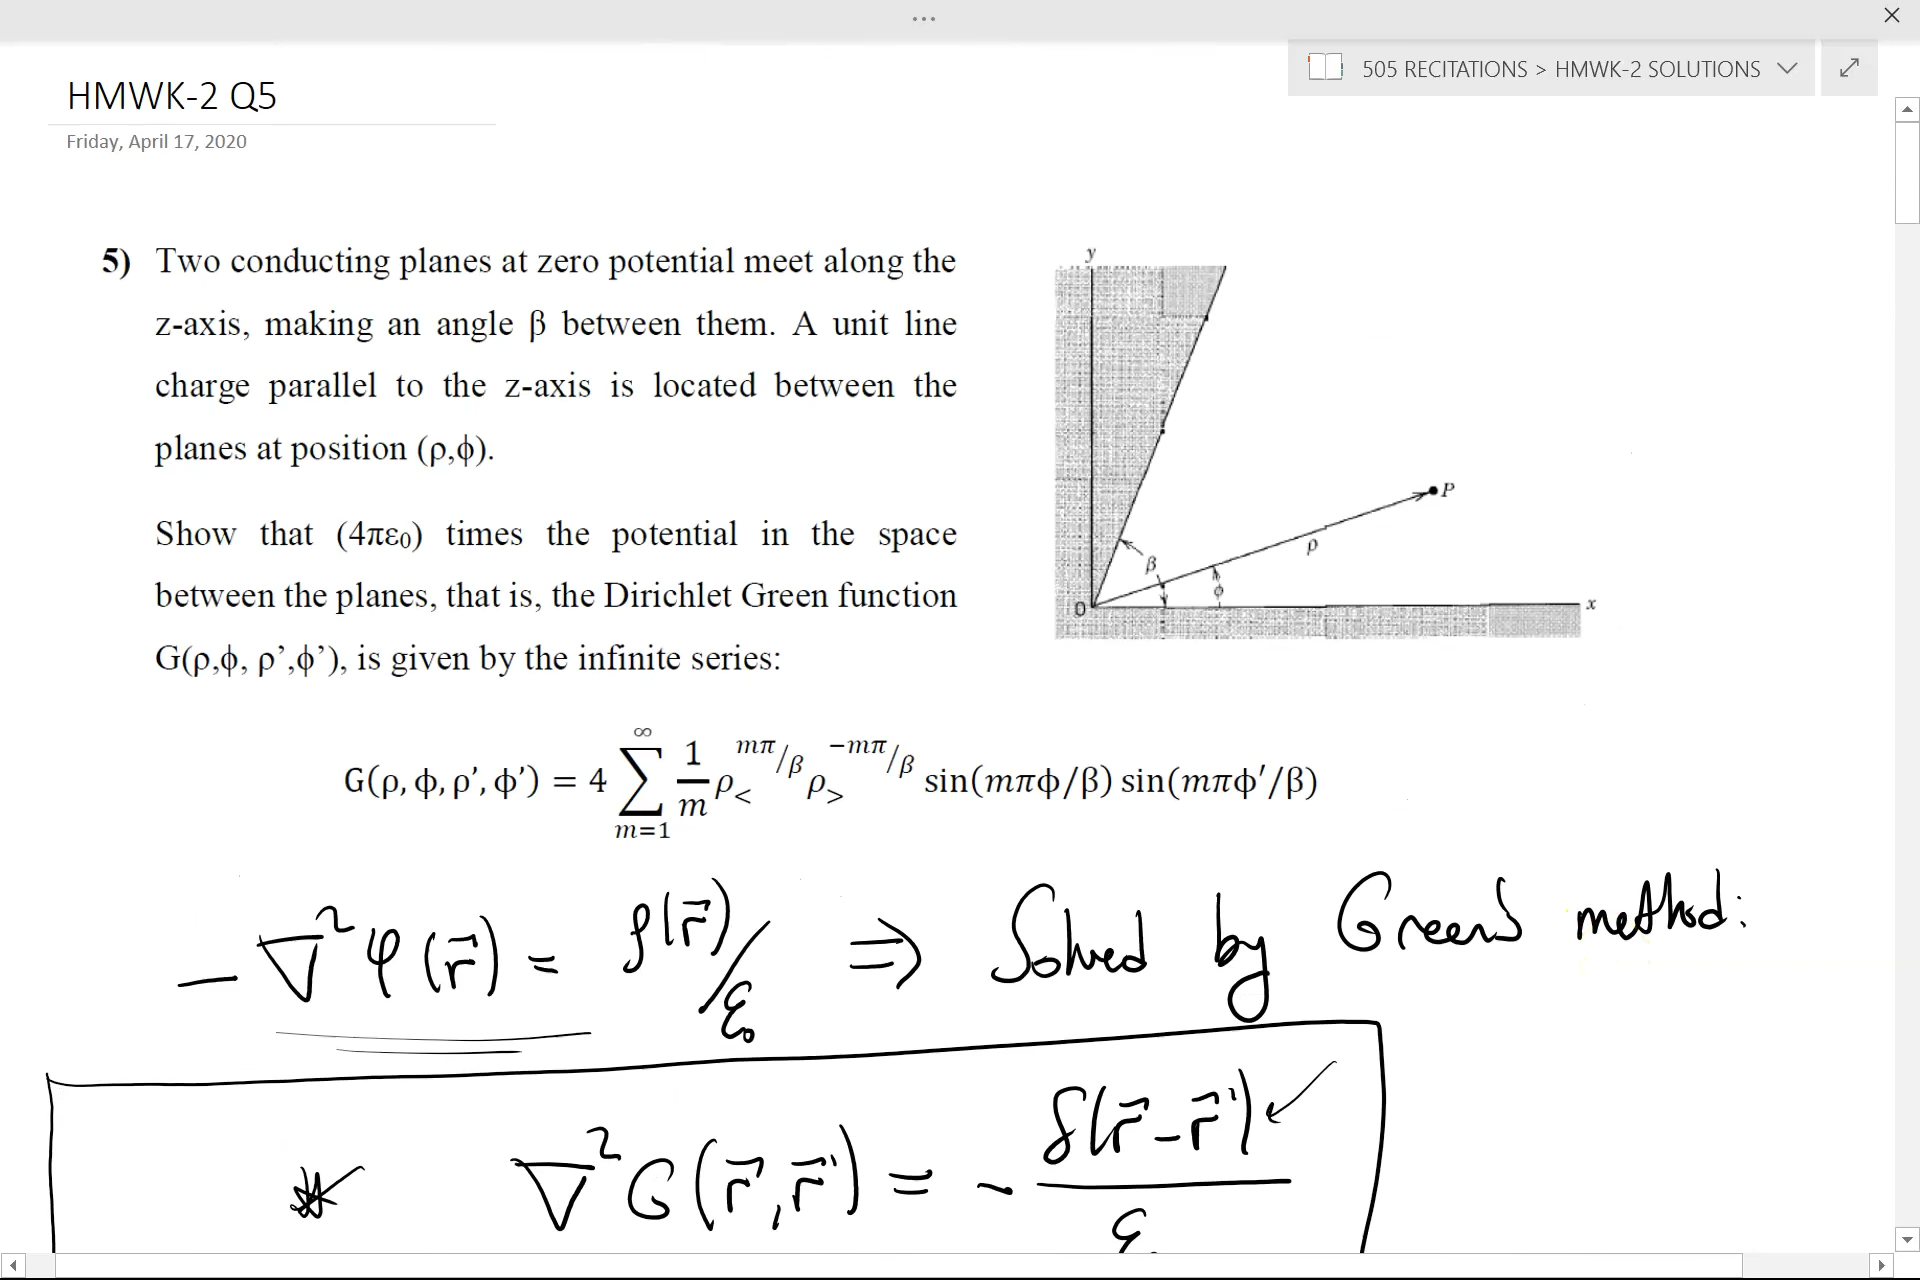 505 RECITATIONS > HMWK-2 SOLUTIONS
HMWK-2 Q5
Friday, April 17, 2020
5) Two conducting planes at zero potential meet along the
z-axis, making an angle β between them. A unit line
charge parallel to the z-axis is located between the
planes at position (ρ,ϕ).
Show that (4πε₀) times the potential in the space
between the planes, that is, the Dirichlet Green function
G(ρ,ϕ, ρ’,ϕ’), is given by the infinite series:
y
P
ρ
β
ϕ
0
x
G(ρ, ϕ, ρ’, ϕ’) = 4 ∑_{m=1}^{∞} 1/m ρ_<^{mπ/β} ρ_>^{-mπ/β} sin(mπϕ/β) sin(mπϕ′/β)
- ∇² φ(r⃗) = ρ(r⃗)/ε₀ ⇒ Solved by Green's method:
* ∇² G(r⃗, r⃗') = - δ(r⃗ - r⃗')/ε